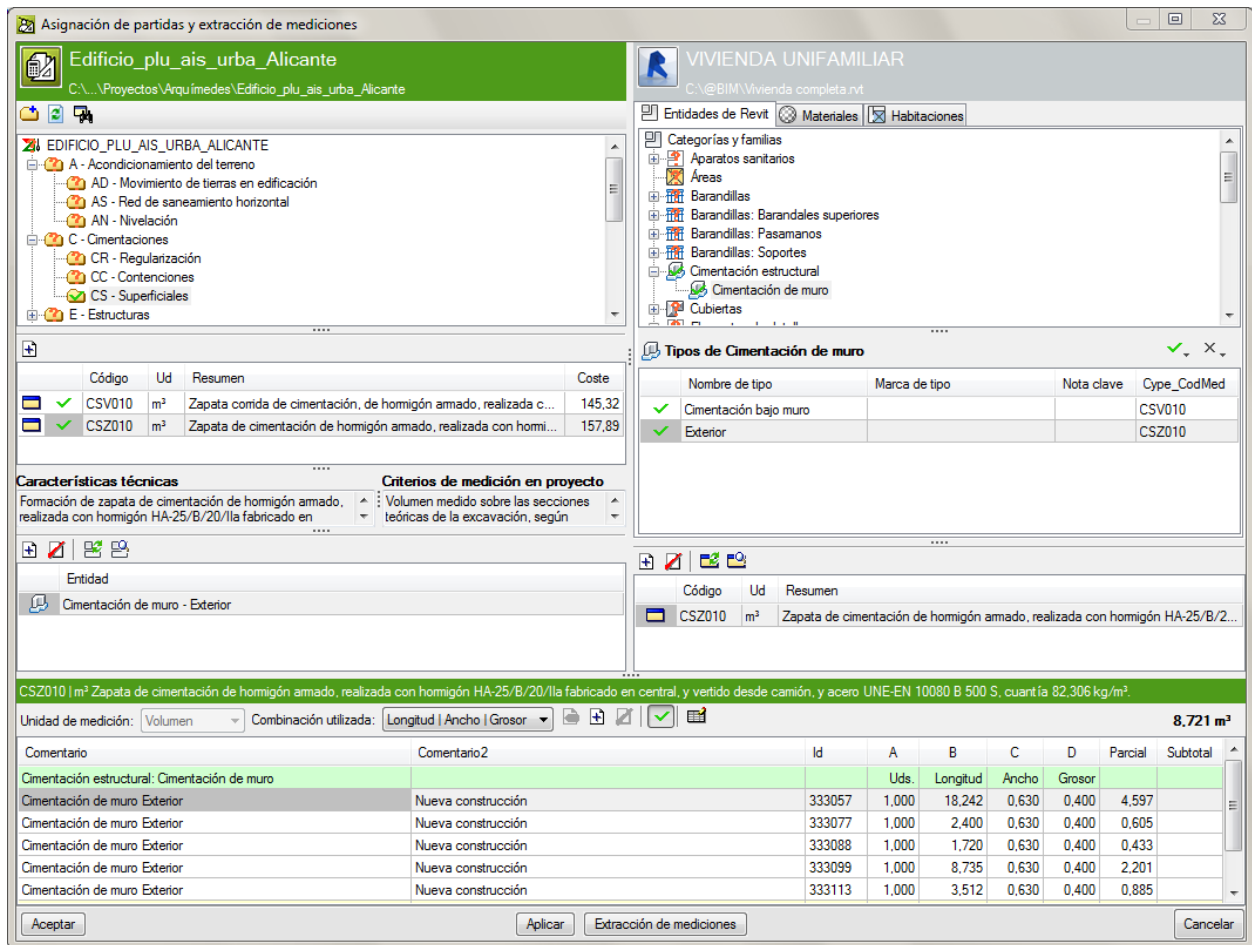 Asignación de partidas y extracción de mediciones
Edificio_plu_ais_urba_Alicante
C:\...\Proyectos\Arquímedes\Edificio_plu_ais_urba_Alicante
EDIFICIO_PLU_AIS_URBA_ALICANTE
A - Acondicionamiento del terreno
AD - Movimiento de tierras en edificación
AS - Red de saneamiento horizontal
AN - Nivelación
C - Cimentaciones
CR - Regularización
CC - Contenciones
CS - Superficiales
E - Estructuras
Código Ud Resumen Coste
CSV010 m³ Zapata corrida de cimentación, de hormigón armado, realizada c... 145,32
CSZ010 m³ Zapata de cimentación de hormigón armado, realizada con hormi... 157,89
Características técnicas
Formación de zapata de cimentación de hormigón armado,
realizada con hormigón HA-25/B/20/IIa fabricado en
Criterios de medición en proyecto
Volumen medido sobre las secciones
teóricas de la excavación, según
Entidad
Cimentación de muro - Exterior
VIVIENDA UNIFAMILIAR
C:\@BIM\Vivienda completa.rvt
Entidades de Revit Materiales Habitaciones
Categorías y familias
Aparatos sanitarios
Áreas
Barandillas
Barandillas: Barandales superiores
Barandillas: Pasamanos
Barandillas: Soportes
Cimentación estructural
Cimentación de muro
Cubiertas
Tipos de Cimentación de muro
Nombre de tipo Marca de tipo Nota clave Cype_CodMed
Cimentación bajo muro CSV010
Exterior CSZ010
Código Ud Resumen
CSZ010 m³ Zapata de cimentación de hormigón armado, realizada con hormigón HA-25/B/2...
CSZ010 | m³ Zapata de cimentación de hormigón armado, realizada con hormigón HA-25/B/20/IIa fabricado en central, y vertido desde camión, y acero UNE-EN 10080 B 500 S, cuantía 82,306 kg/m³.
Unidad de medición: Volumen Combinación utilizada: Longitud | Ancho | Grosor 8,721 m³
Comentario Comentario2 Id A B C D Parcial Subtotal
Cimentación estructural: Cimentación de muro Uds. Longitud Ancho Grosor
Cimentación de muro Exterior Nueva construcción 333057 1,000 18,242 0,630 0,400 4,597
Cimentación de muro Exterior Nueva construcción 333077 1,000 2,400 0,630 0,400 0,605
Cimentación de muro Exterior Nueva construcción 333088 1,000 1,720 0,630 0,400 0,433
Cimentación de muro Exterior Nueva construcción 333099 1,000 8,735 0,630 0,400 2,201
Cimentación de muro Exterior Nueva construcción 333113 1,000 3,512 0,630 0,400 0,885
Aceptar Aplicar Extracción de mediciones Cancelar